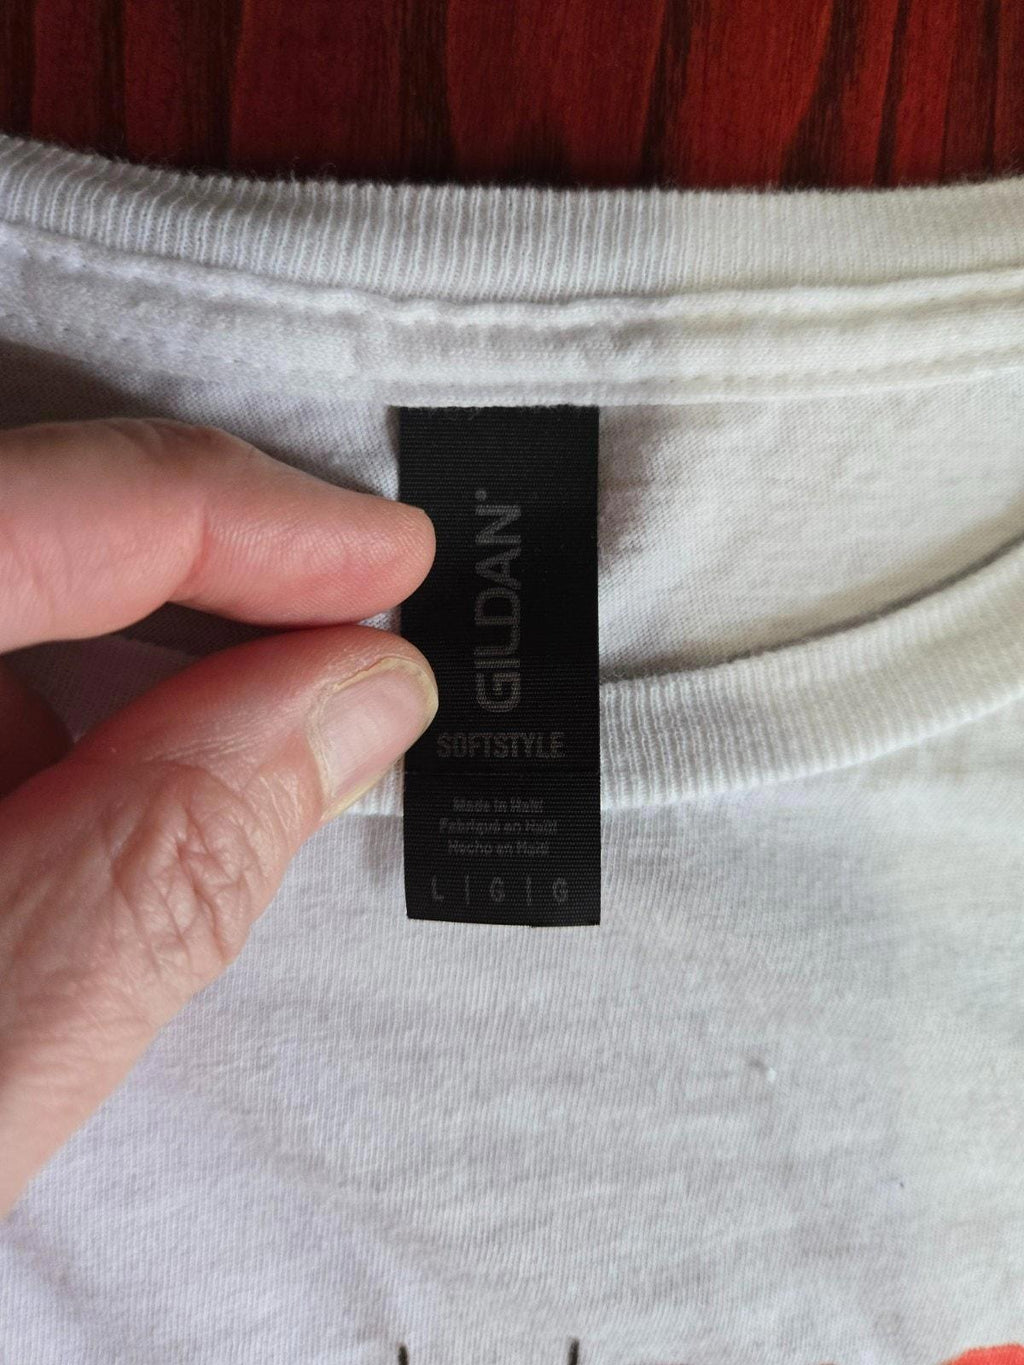 GILDAN®
SOFTSTYLE
Made in Haiti
Fabriqué en Haïti
Hecho en Haití
L | G | G